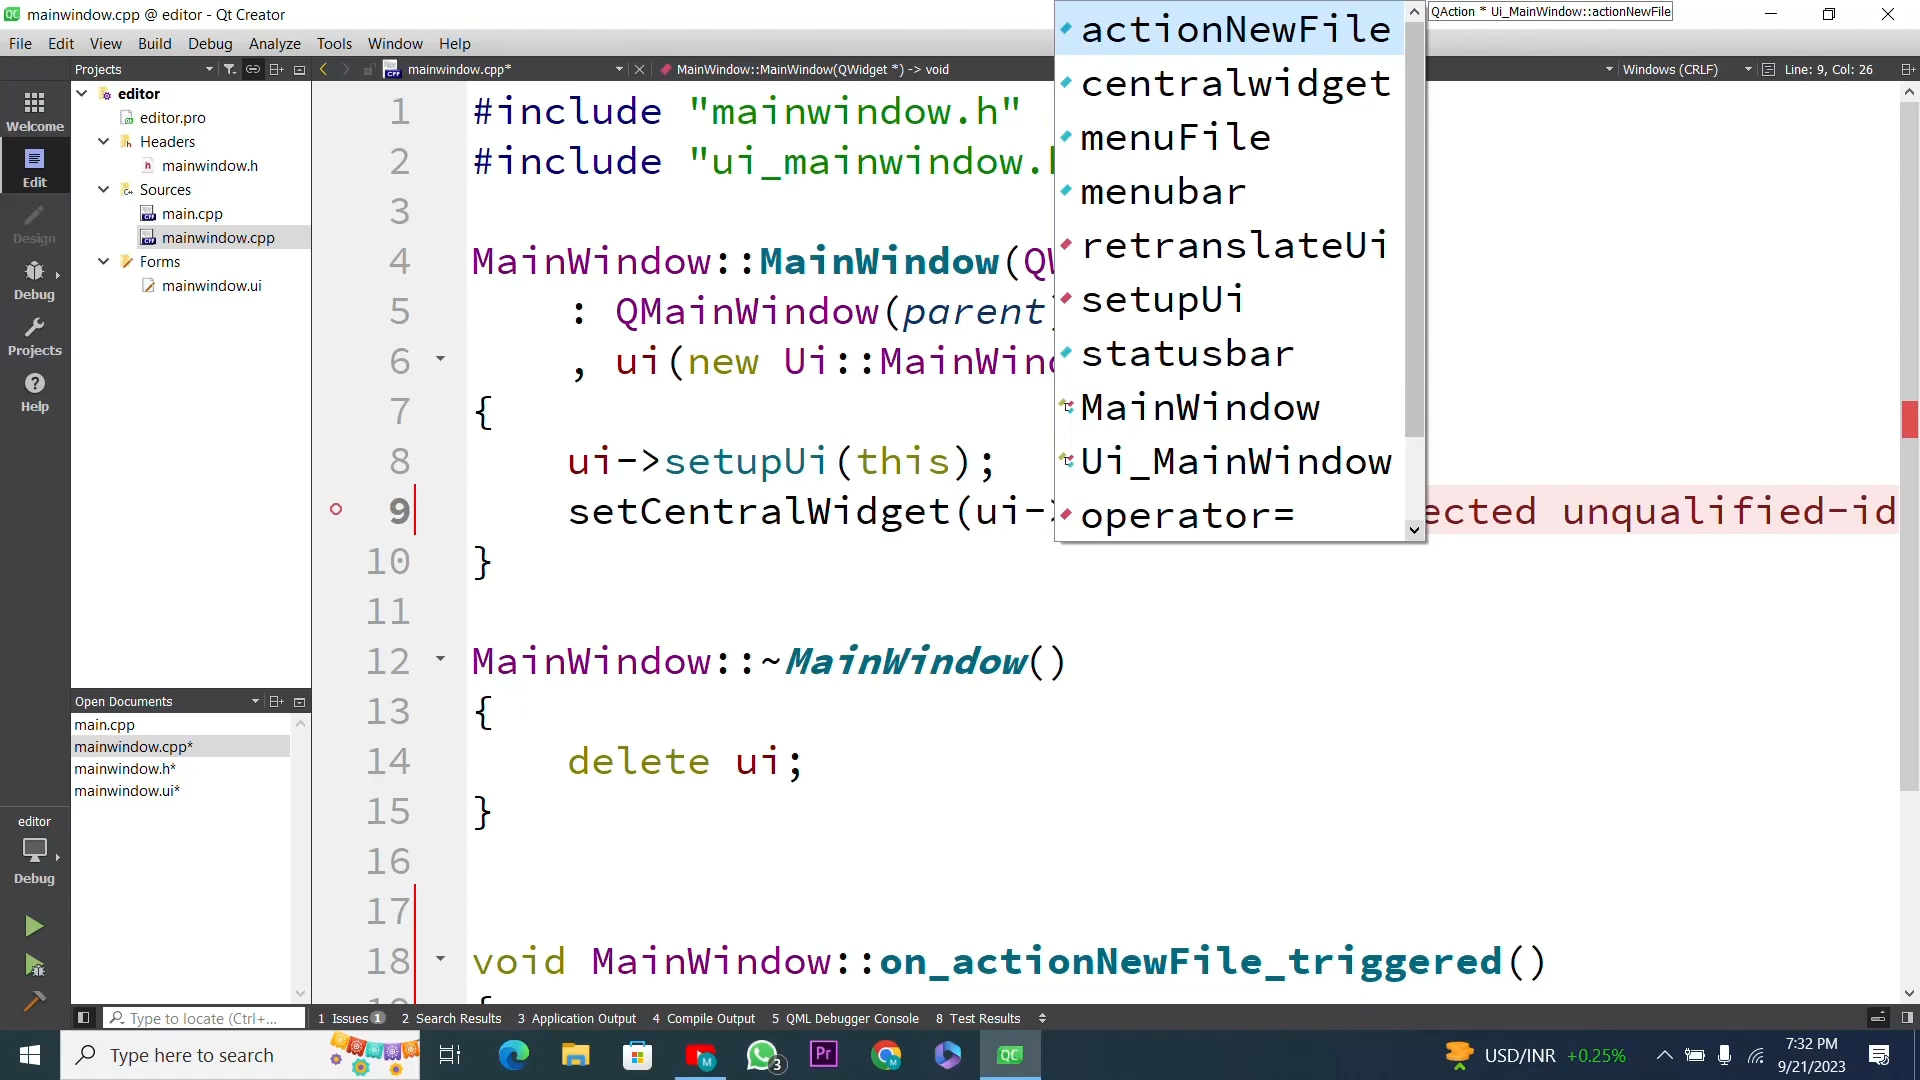 mainwindow.cpp @ editor - Qt Creator
File Edit View Build Debug Analyze Tools Window Help
Projects
mainwindow.cpp*
MainWindow::MainWindow(QWidget *) -> void
Windows (CRLF)
Line: 9, Col: 26
QAction * Ui_MainWindow::actionNewFile
Welcome
Edit
Design
Debug
Projects
Help
editor
Debug
editor
editor.pro
Headers
mainwindow.h
Sources
main.cpp
mainwindow.cpp
Forms
mainwindow.ui
Open Documents
main.cpp
mainwindow.cpp*
mainwindow.h*
mainwindow.ui*
1 #include "mainwindow.h"
2 #include "ui_mainwindow.h
3
4 MainWindow::MainWindow(QW
5 : QMainWindow(parent)
6 , ui(new Ui::MainWind
7 {
8 ui->setupUi(this);
9 setCentralWidget(ui-> ected unqualified-id
10 }
11
12 MainWindow::~MainWindow()
13 {
14 delete ui;
15 }
16
17
18 void MainWindow::on_actionNewFile_triggered()
19 {
actionNewFile
centralwidget
menuFile
menubar
retranslateUi
setupUi
statusbar
MainWindow
Ui_MainWindow
operator=
Type to locate (Ctrl+...
1 Issues 1 2 Search Results 3 Application Output 4 Compile Output 5 QML Debugger Console 8 Test Results
Type here to search
3
Pr
QC
USD/INR +0.25%
7:32 PM
9/21/2023